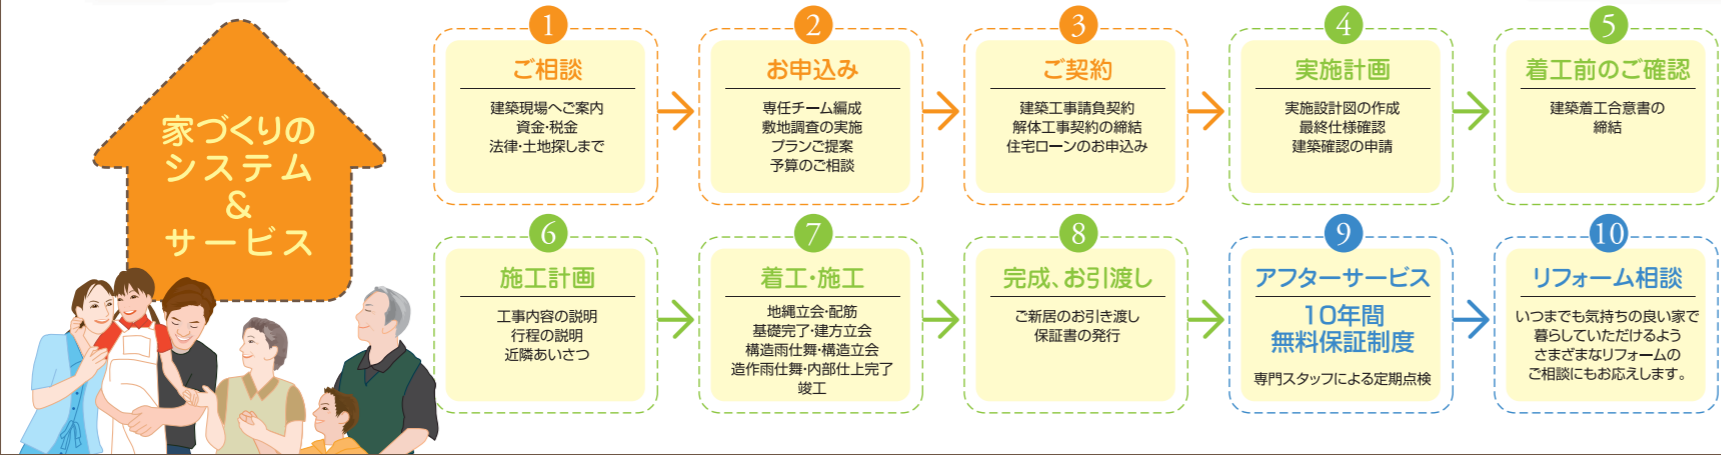 家づくりの
システム
&
サービス
1
ご相談
建築現場へご案内
資金・税金
法律・土地探しまで
2
お申込み
専任チーム編成
敷地調査の実施
プランご提案
予算のご相談
3
ご契約
建築工事請負契約
解体工事契約の締結
住宅ローンのお申込み
4
実施計画
実施設計図の作成
最終仕様確認
建築確認の申請
5
着工前のご確認
建築着工合意書の
締結
6
施工計画
工事内容の説明
行程の説明
近隣あいさつ
7
着工・施工
地縄立会・配筋
基礎完了・建方立会
構造雨仕舞・構造立会
造作雨仕舞・内部仕上完了
竣工
8
完成、お引渡し
ご新居のお引き渡し
保証書の発行
9
アフターサービス
10年間
無料保証制度
専門スタッフによる定期点検
10
リフォーム相談
いつまでも気持ちの良い家で
暮らしていただけるよう
さまざまなリフォームの
ご相談にもお応えします。